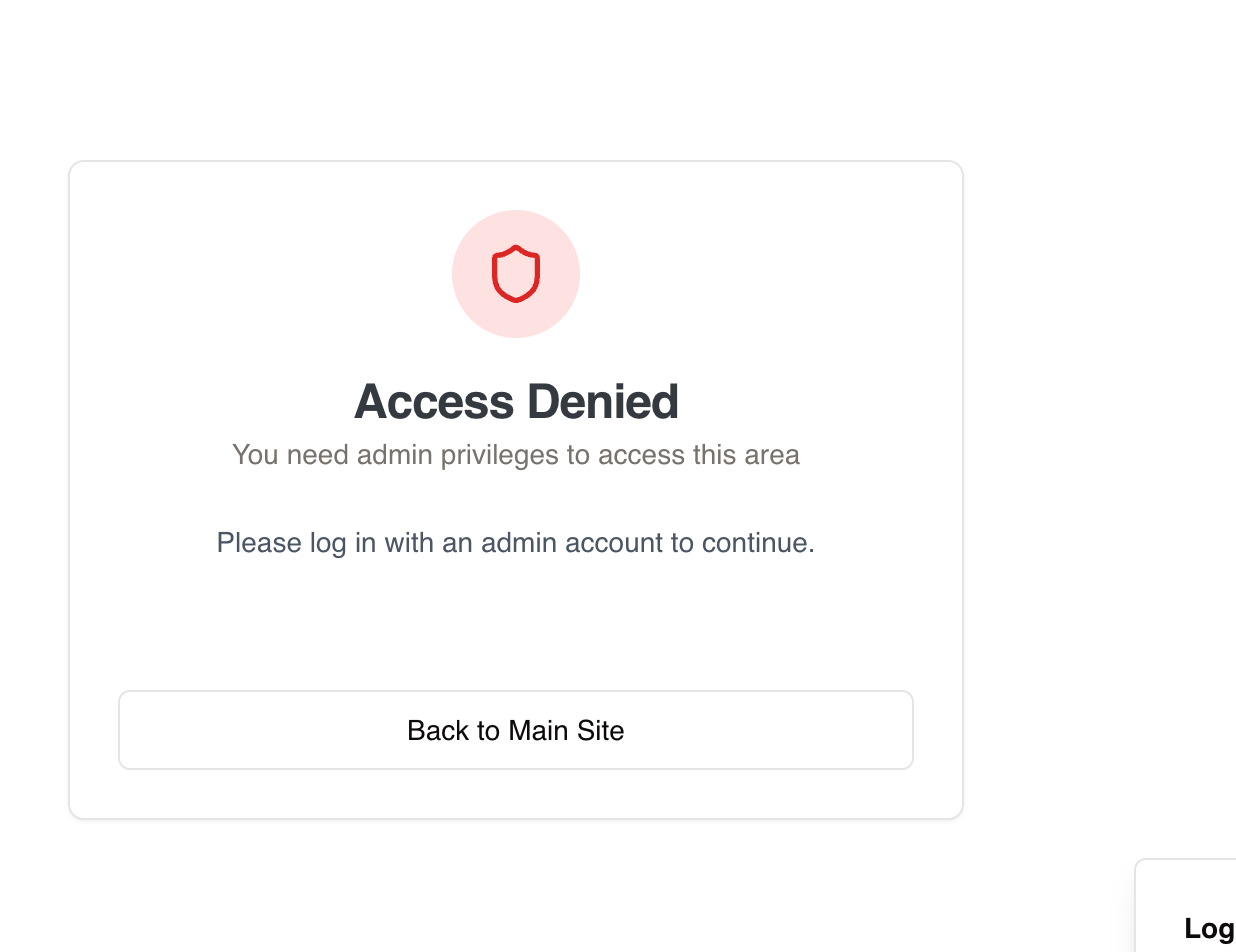 Access Denied
You need admin privileges to access this area
Please log in with an admin account to continue.
Back to Main Site
Log